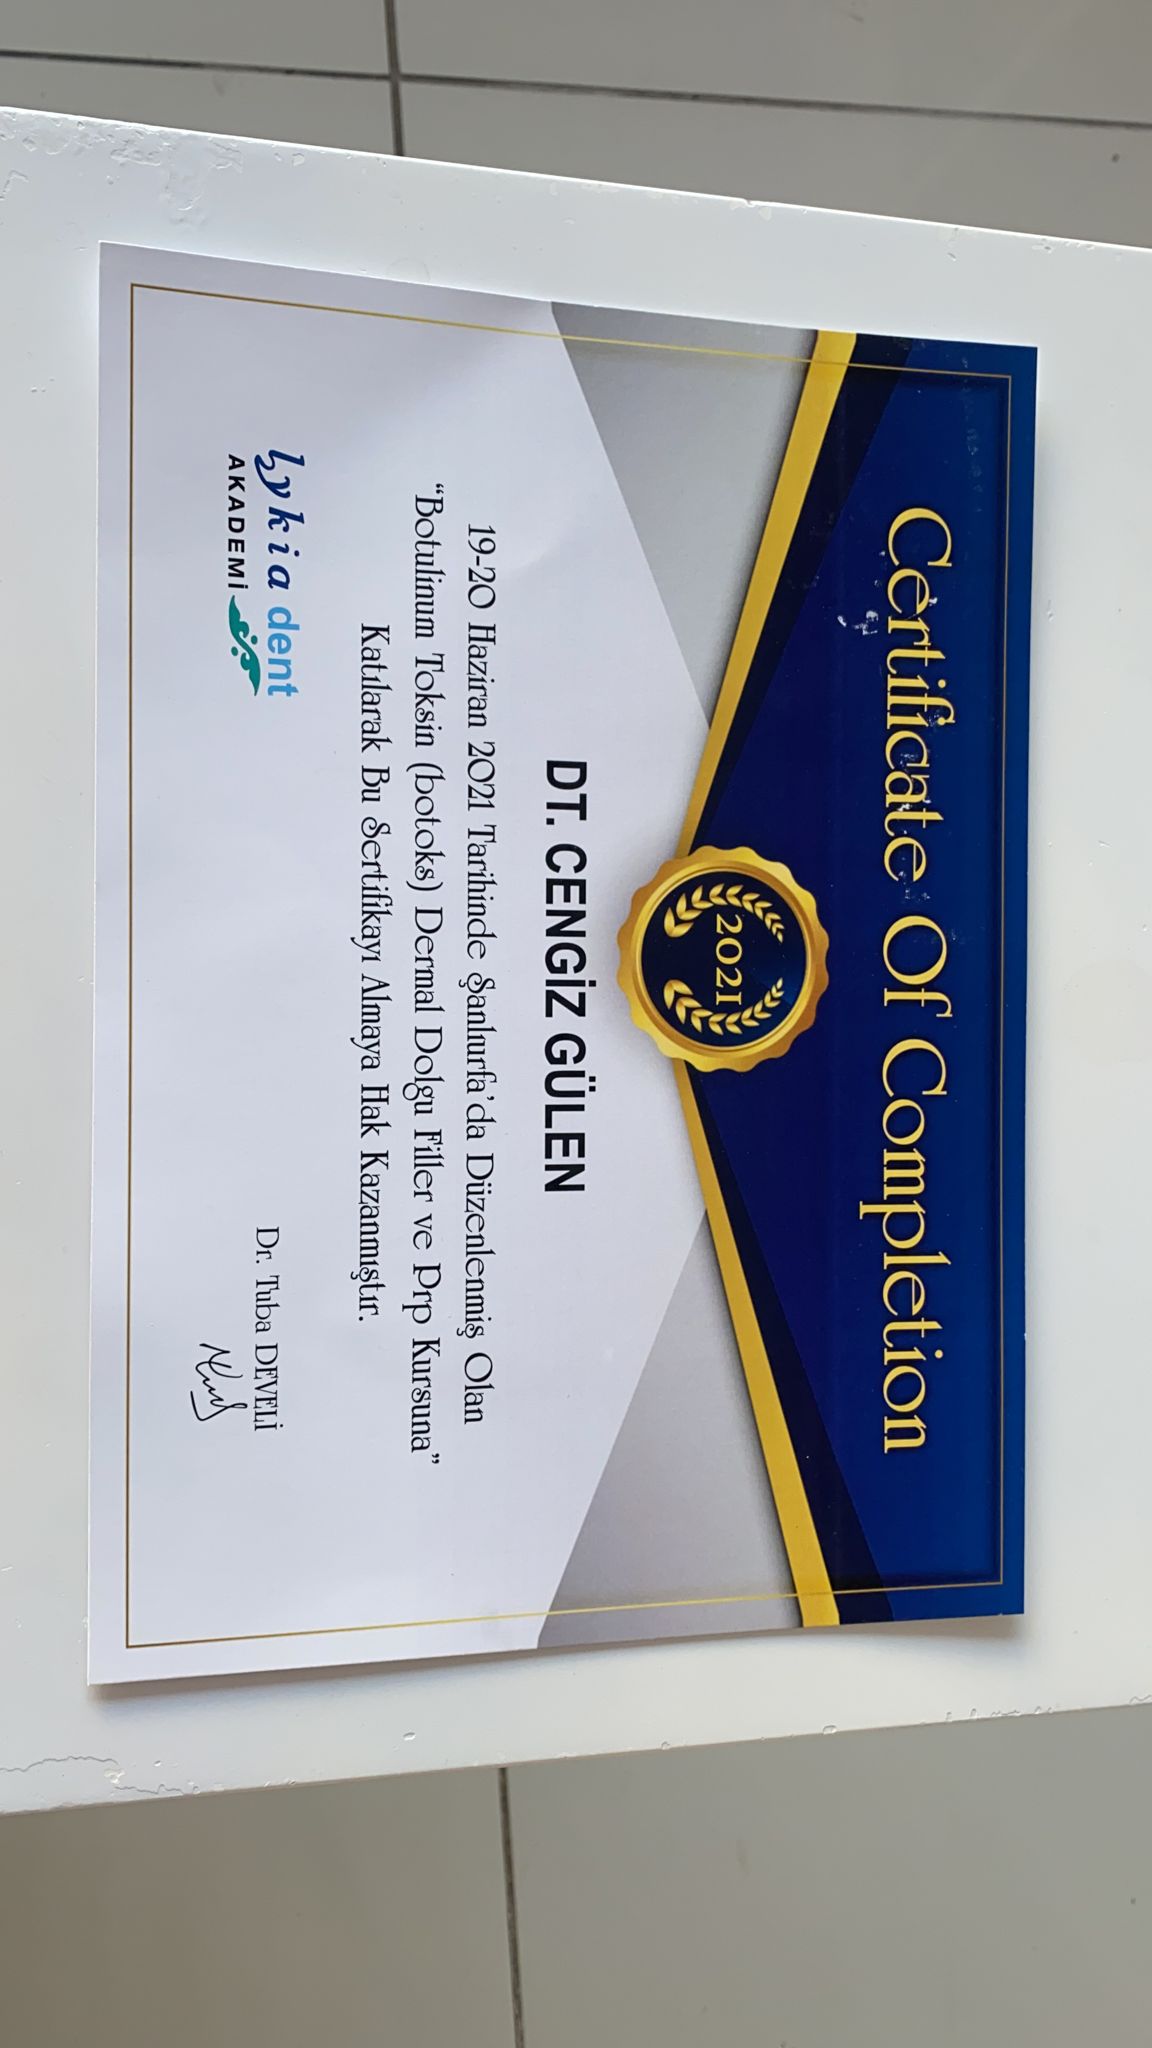 Certificate Of Completion
2021
DT. CENGİZ GÜLEN
19-20 Haziran 2021 Tarihinde Şanlıurfa'da Düzenlenmiş Olan
“Botulinum Toksin (botoks) Dermal Dolgu Filler ve Prp Kursuna”
Katılarak Bu Sertifikayı Almaya Hak Kazanmıştır.
Lykia dent
AKADEMİ
Dr. Tuba DEVELİ